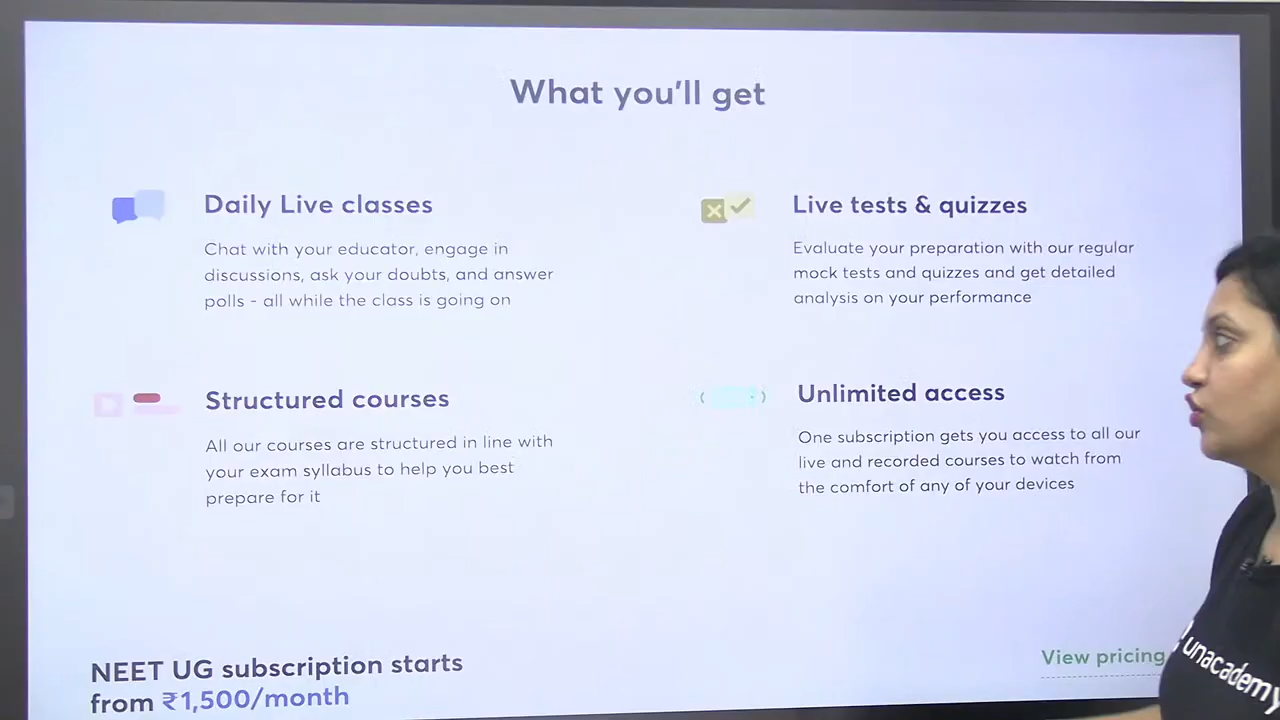 What you'll get
Daily Live classes
Chat with your educator, engage in
discussions, ask your doubts, and answer
polls - all while the class is going on
Live tests & quizzes
Evaluate your preparation with our regular
mock tests and quizzes and get detailed
analysis on your performance
Structured courses
All our courses are structured in line with
your exam syllabus to help you best
prepare for it
Unlimited access
One subscription gets you access to all our
live and recorded courses to watch from
the comfort of any of your devices
NEET UG subscription starts
from ₹1,500/month
View pricing
unacademy